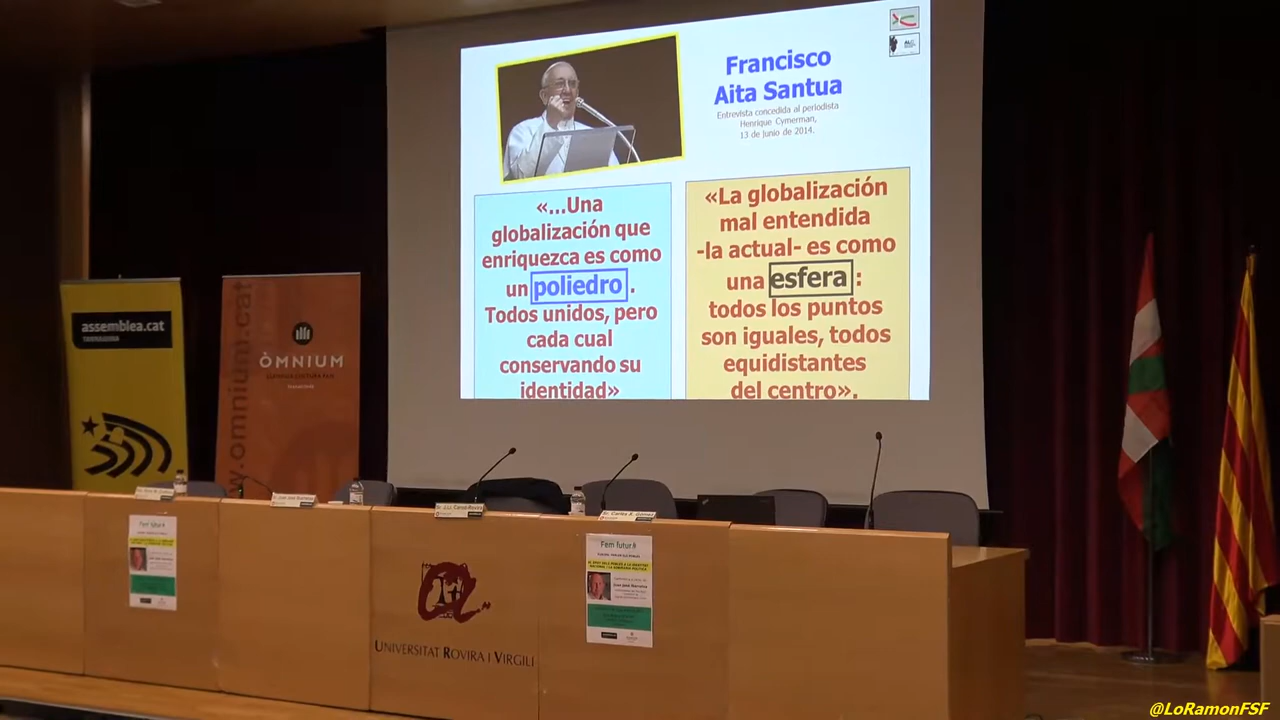 Francisco
Aita Santua
Entrevista concedida al periodista
Henrique Cymerman,
13 de junio de 2014.
«...Una
globalización que
enriquezca es como
un poliedro.
Todos unidos, pero
cada cual
conservando su
identidad»
«La globalización
mal entendida
-la actual- es como
una esfera:
todos los puntos
son iguales, todos
equidistantes
del centro».
assemblea.cat
TARRAGONA
w.omnium.cat
ÒMNIUM
Fem futur
Fem futur
UNIVERSITAT ROVIRA I VIRGILI
@LoRamonFSF